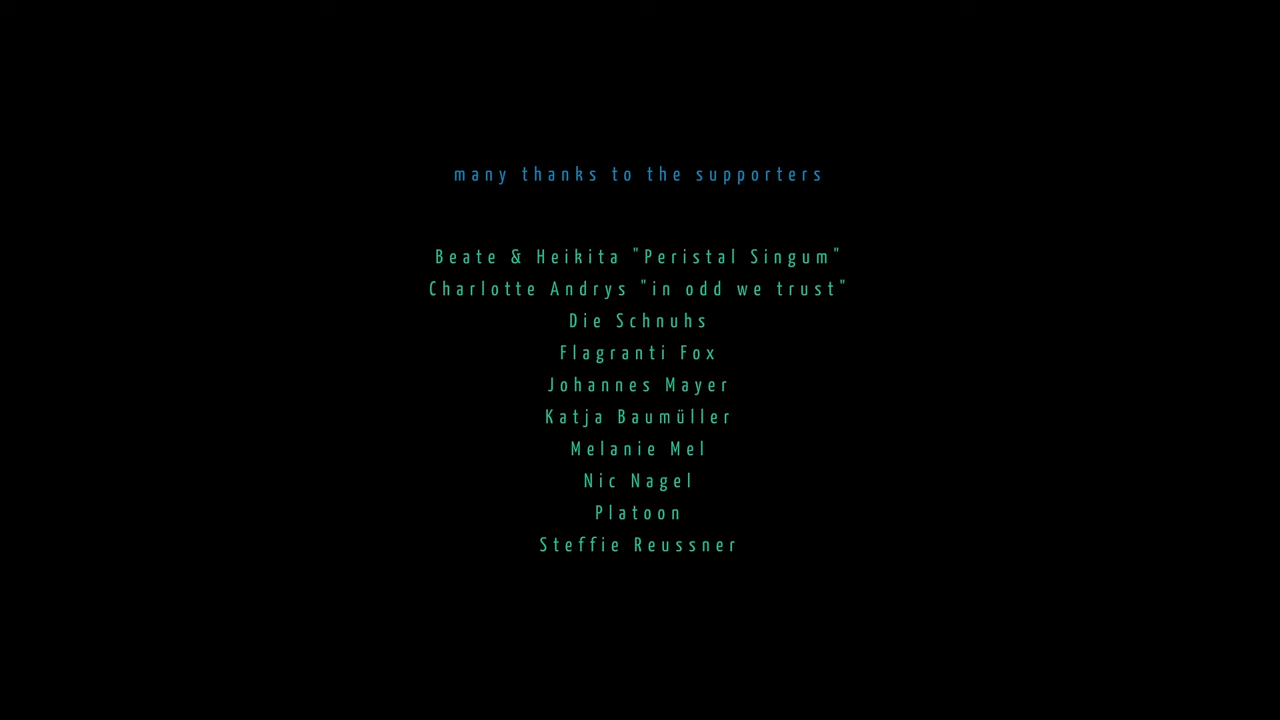 many thanks to the supporters
Beate & Heikita "Peristal Singum"
Charlotte Andrys "in odd we trust"
Die Schnuhs
Flagranti Fox
Johannes Mayer
Katja Baumüller
Melanie Mel
Nic Nagel
Platoon
Steffie Reussner